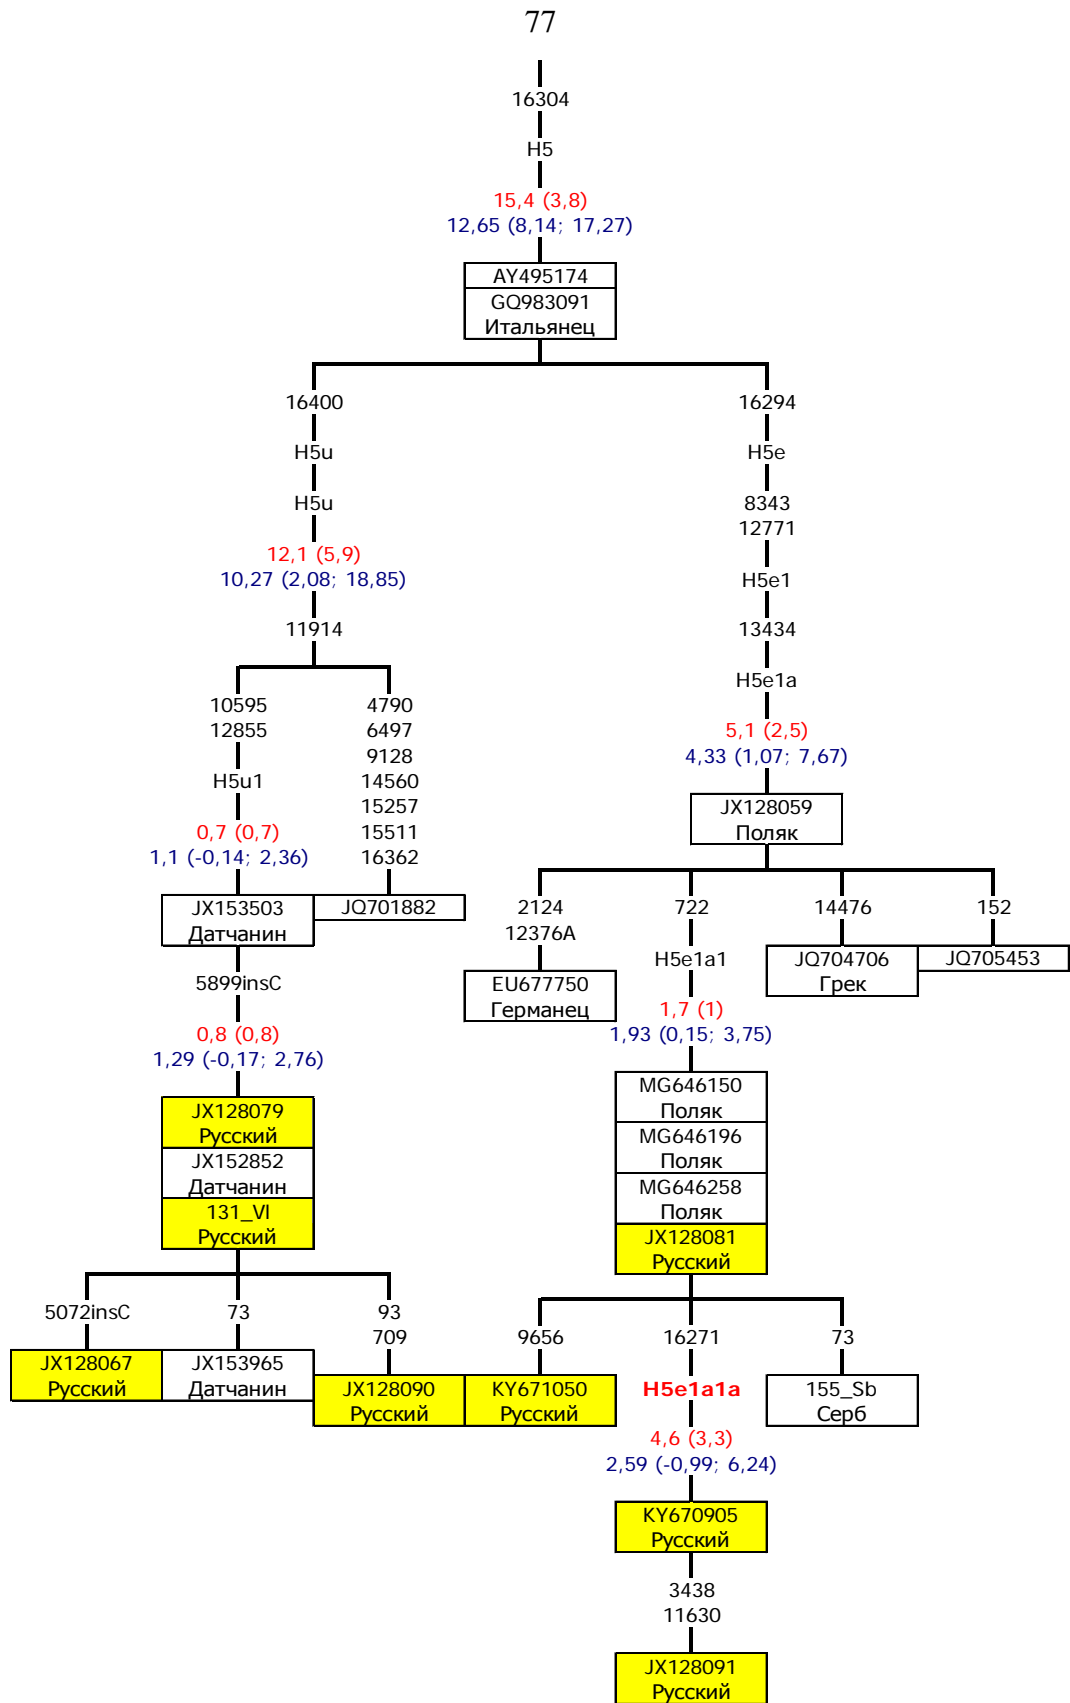 77
16304
H5
15,4 (3,8)
12,65 (8,14; 17,27)
AY495174
GQ983091
Итальянец
16400
H5u
H5u
12,1 (5,9)
10,27 (2,08; 18,85)
11914
10595
12855
H5u1
0,7 (0,7)
1,1 (-0,14; 2,36)
JX153503
Датчанин
5899insC
0,8 (0,8)
1,29 (-0,17; 2,76)
JX128079
Русский
JX152852
Датчанин
131_VI
Русский
5072insC
JX128067
Русский
73
JX153965
Датчанин
93
709
JX128090
Русский
4790
6497
9128
14560
15257
15511
16362
JQ701882
16294
H5e
8343
12771
H5e1
13434
H5e1a
5,1 (2,5)
4,33 (1,07; 7,67)
JX128059
Поляк
2124
12376A
EU677750
Германец
722
H5e1a1
1,7 (1)
1,93 (0,15; 3,75)
MG646150
Поляк
MG646196
Поляк
MG646258
Поляк
JX128081
Русский
9656
KY671050
Русский
16271
H5e1a1a
4,6 (3,3)
2,59 (-0,99; 6,24)
KY670905
Русский
3438
11630
JX128091
Русский
73
155_Sb
Серб
14476
JQ704706
Грек
152
JQ705453